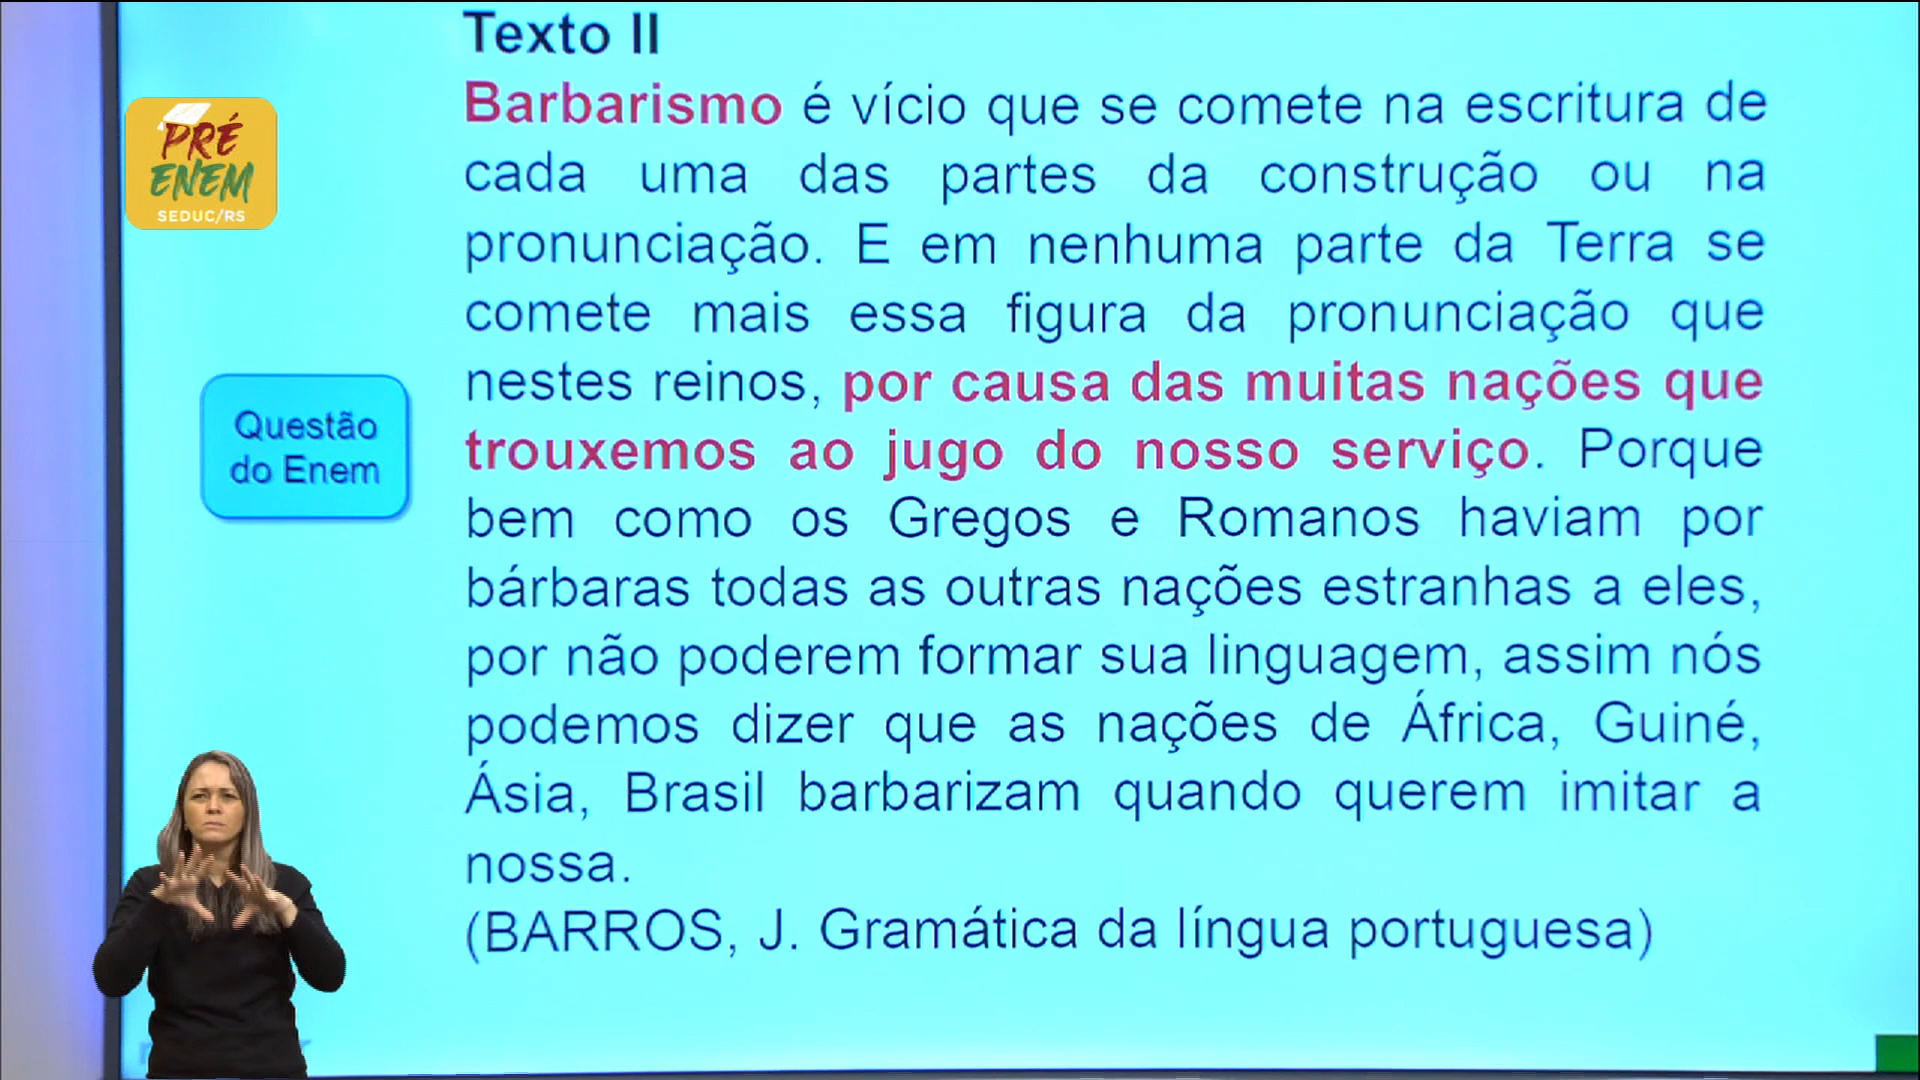 Texto II
Barbarismo é vício que se comete na escritura de
cada uma das partes da construção ou na
pronunciação. E em nenhuma parte da Terra se
comete mais essa figura da pronunciação que
nestes reinos, por causa das muitas nações que
trouxemos ao jugo do nosso serviço. Porque
bem como os Gregos e Romanos haviam por
bárbaras todas as outras nações estranhas a eles,
por não poderem formar sua linguagem, assim nós
podemos dizer que as nações de África, Guiné,
Ásia, Brasil barbarizam quando querem imitar a
nossa.
(BARROS, J. Gramática da língua portuguesa)
PRÉ
ENEM
SEDUC/RS
Questão
do Enem